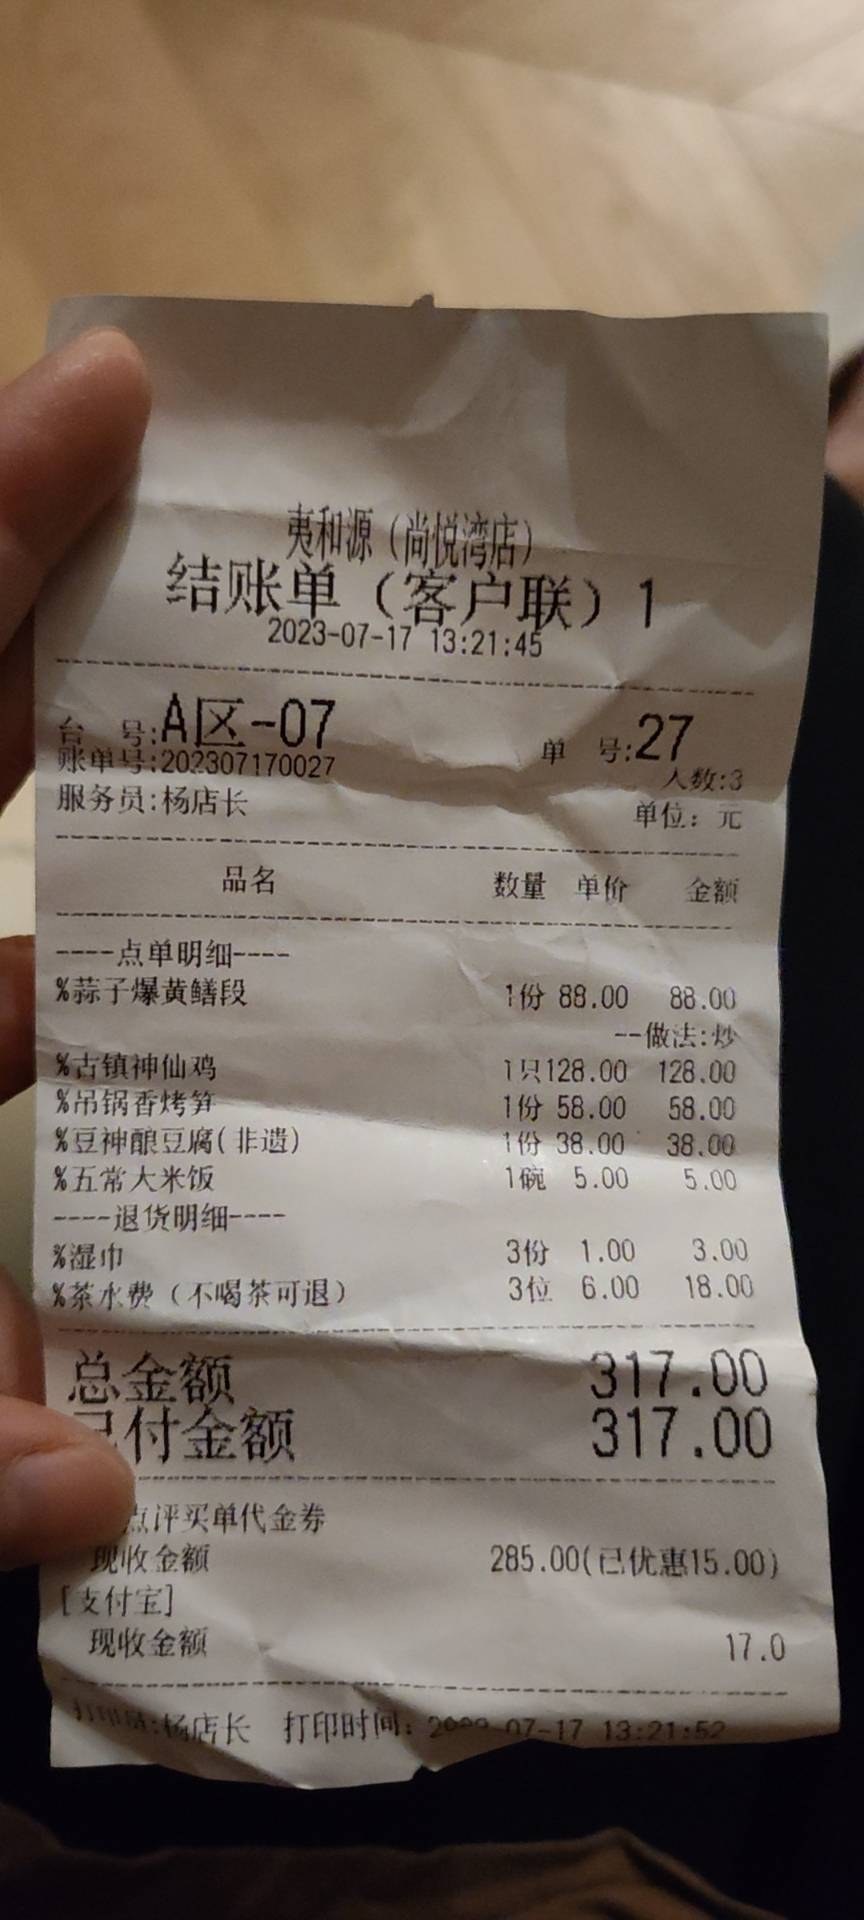 夷和源（尚悦湾店）
结账单（客户联）1
2023-07-17 13:21:45
台 号:A区-07 单 号:27
账单号:202307170027 人数:3
服务员:杨店长 单位：元
品名 数量 单价 金额
----点单明细----
%蒜子爆黄鳝段 1份 88.00 88.00
--做法:炒
%古镇神仙鸡 1只128.00 128.00
%吊锅香烤笋 1份 58.00 58.00
%豆神酿豆腐(非遗) 1份 38.00 38.00
%五常大米饭 1碗 5.00 5.00
----退货明细----
%湿巾 3份 1.00 3.00
%茶水费（不喝茶可退） 3位 6.00 18.00
总金额 317.00
已付金额 317.00
点评买单代金券
现收金额 285.00(已优惠15.00)
[支付宝]
现收金额 17.0
打印员:杨店长 打印时间：2023-07-17 13:21:52